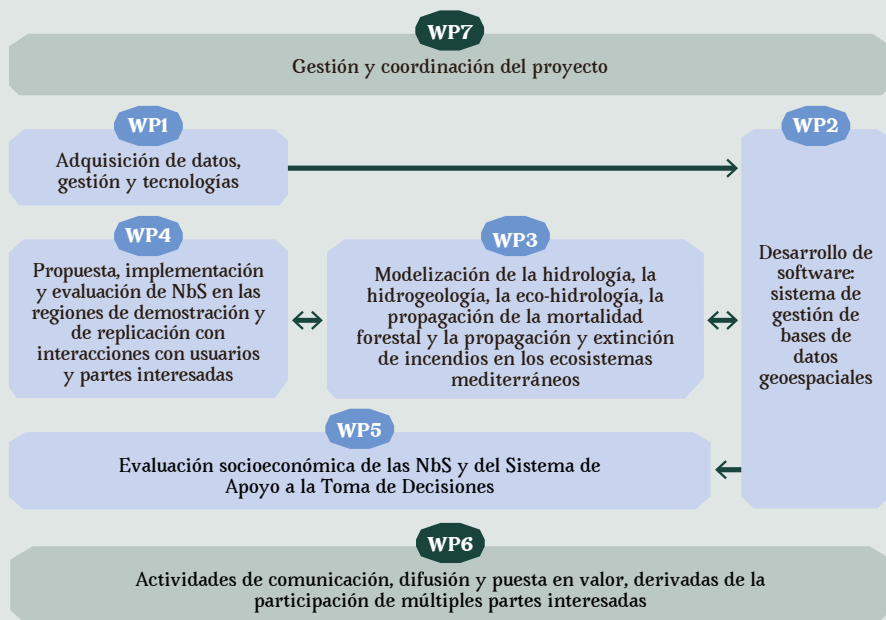 WP7
Gestión y coordinación del proyecto
WP1
Adquisición de datos,
gestión y tecnologías
WP2
Desarrollo de
software:
sistema de
gestión de
bases de
datos
geoespaciales
WP4
Propuesta, implementación
y evaluación de NbS en las
regiones de demostración y
de replicación con
interacciones con usuarios
y partes interesadas
WP3
Modelización de la hidrología, la
hidrogeología, la eco-hidrología, la
propagación de la mortalidad
forestal y la propagación y extinción
de incendios en los ecosistemas
mediterráneos
WP5
Evaluación socioeconómica de las NbS y del Sistema de
Apoyo a la Toma de Decisiones
WP6
Actividades de comunicación, difusión y puesta en valor, derivadas de la
participación de múltiples partes interesadas